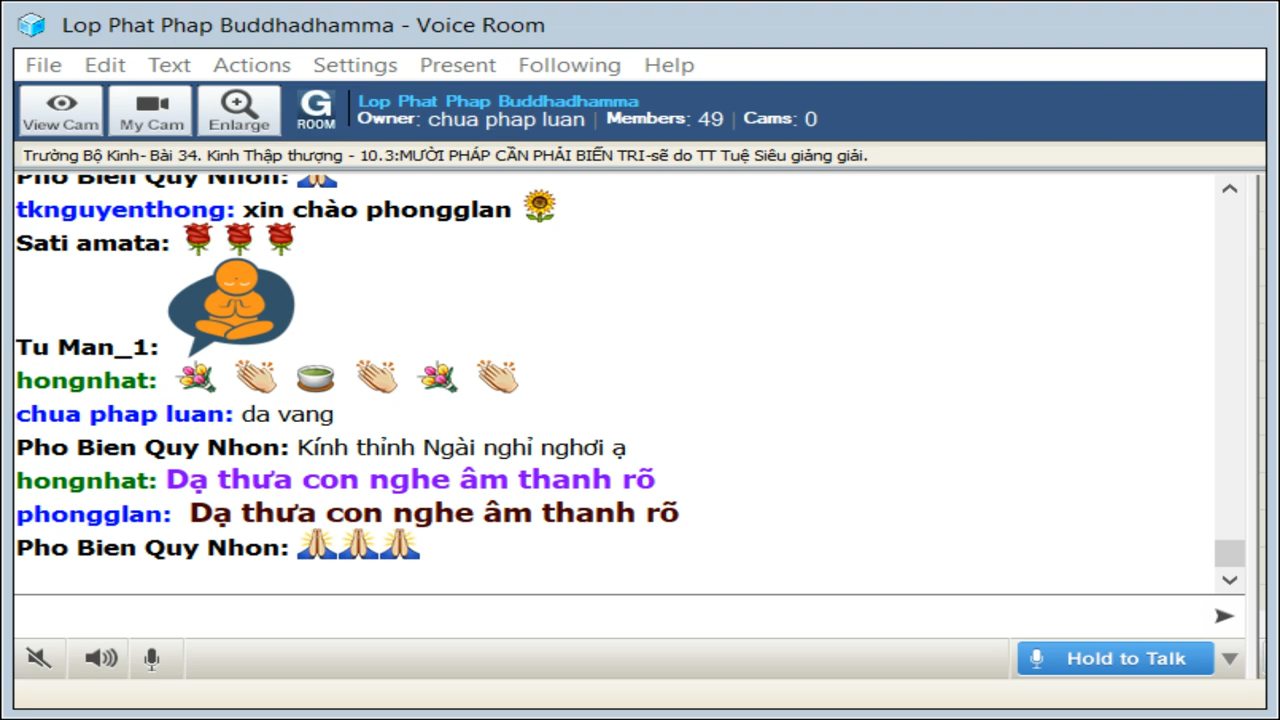 Lop Phat Phap Buddhadhamma - Voice Room
File Edit Text Actions Settings Present Following Help
View Cam My Cam Enlarge G ROOM
Lop Phat Phap Buddhadhamma
Owner: chua phap luan | Members: 49 | Cams: 0
Trường Bộ Kinh- Bài 34. Kinh Thập thượng - 10.3:MƯỜI PHÁP CẦN PHẢI BIẾN TRI-sẽ do TT Tuệ Siêu giảng giải.
Pho Bien Quy Nhon:
tknguyenthong: xin chào phongglan
Sati amata:
Tu Man_1:
hongnhat:
chua phap luan: da vang
Pho Bien Quy Nhon: Kính thỉnh Ngài nghỉ nghơi ạ
hongnhat: Dạ thưa con nghe âm thanh rõ
phongglan: Dạ thưa con nghe âm thanh rõ
Pho Bien Quy Nhon:
Hold to Talk